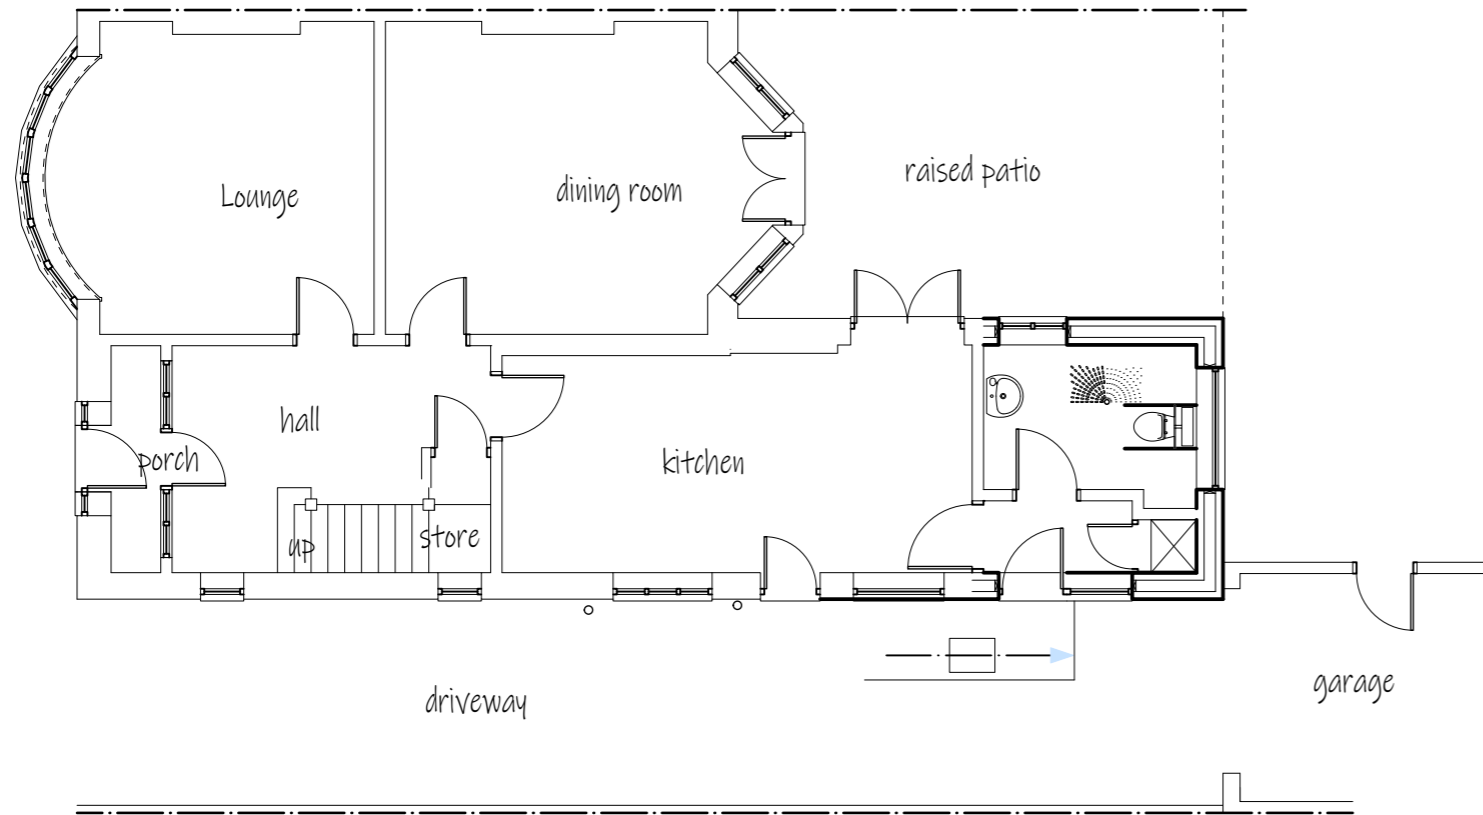 Lounge
dining room
raised patio
hall
porch
kitchen
up
store
driveway
garage